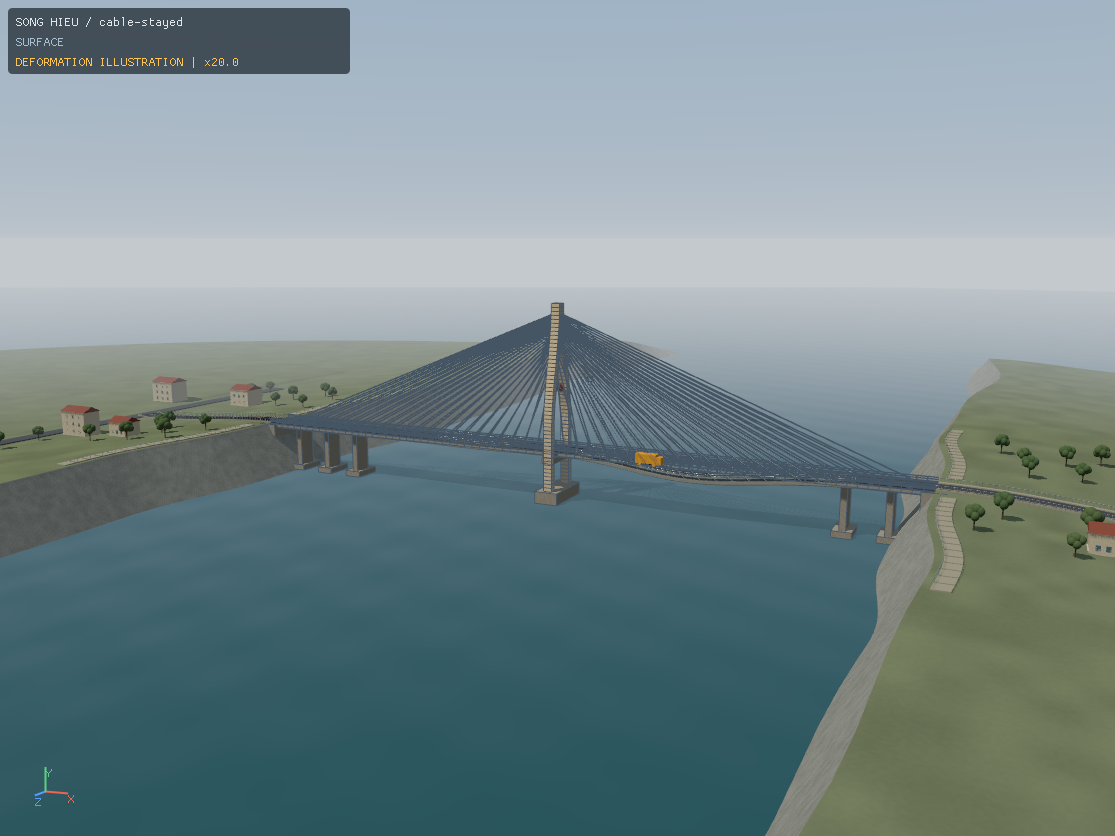 SONG HIEU / cable-stayed
SURFACE
DEFORMATION ILLUSTRATION | x20.0
Y
Z
X